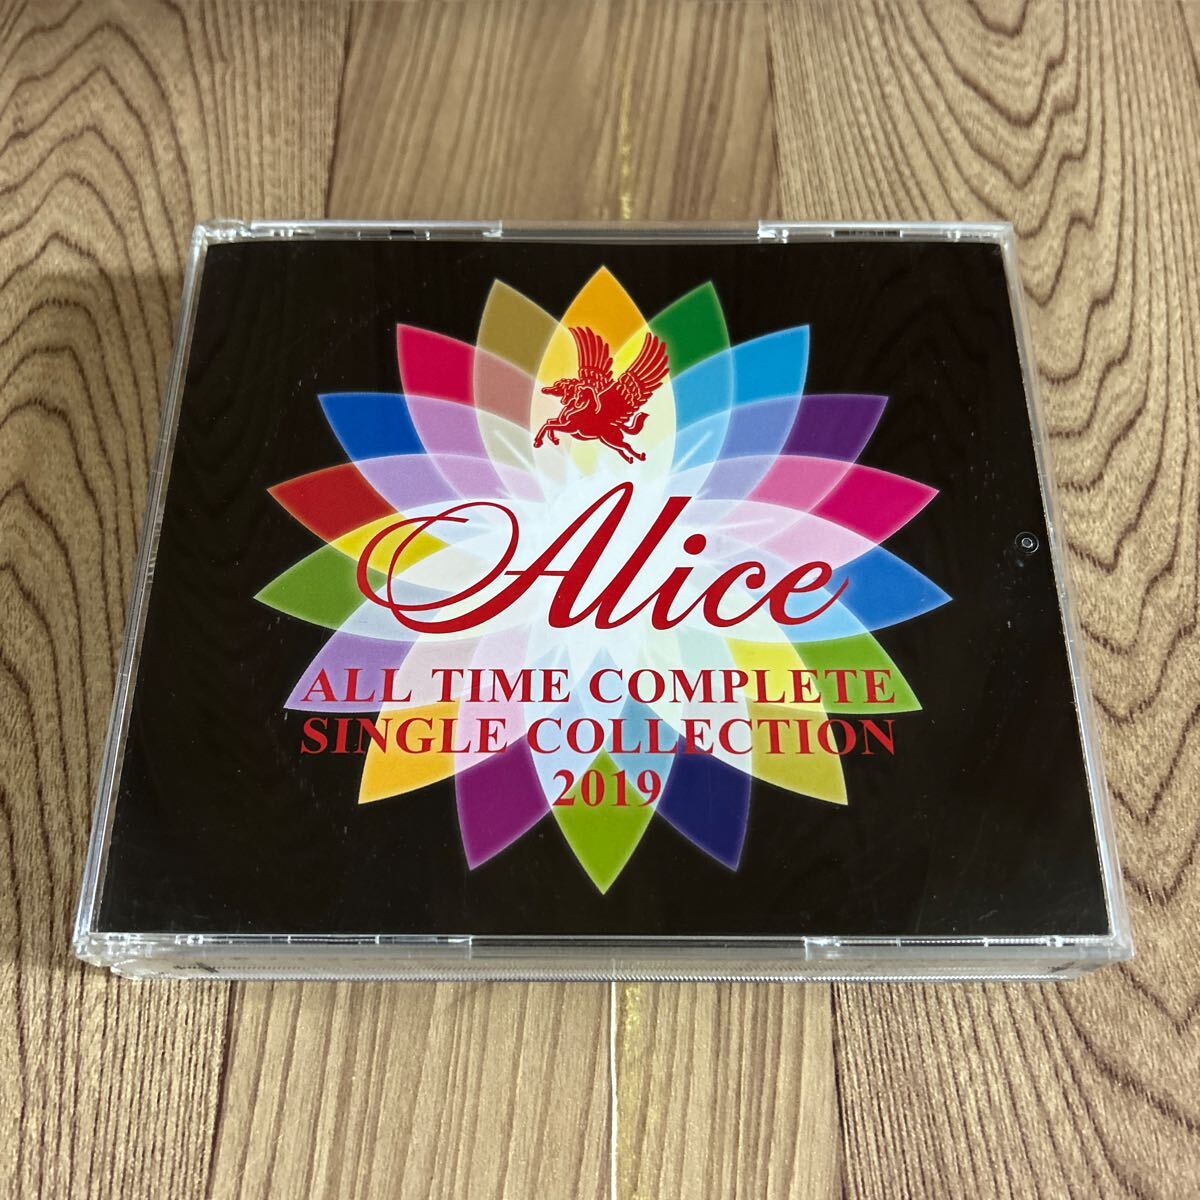 Alice
ALL TIME COMPLETE
SINGLE COLLECTION
2019